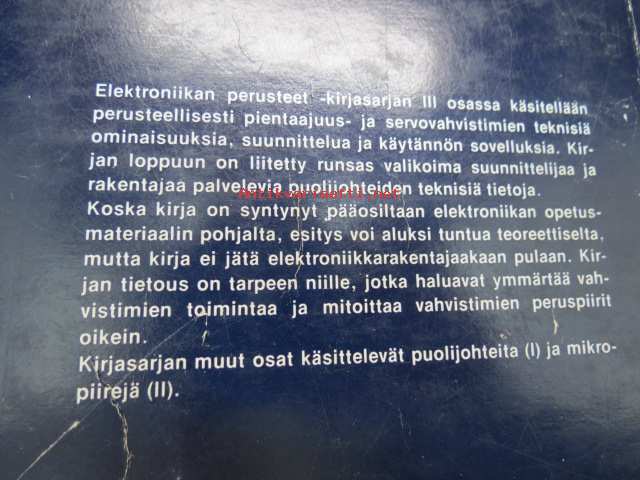 Elektroniikan perusteet -kirjasarjan III osassa käsitellään
perusteellisesti pientaajuus- ja servovahvistimien teknisiä
ominaisuuksia, suunnittelua ja käytännön sovelluksia. Kir-
jan loppuun on liitetty runsas valikoima suunnittelijaa ja
rakentajaa palvelevia puolijohteiden teknisiä tietoja.
Koska kirja on syntynyt pääosiltaan elektroniikan opetus-
materiaalin pohjalta, esitys voi aluksi tuntua teoreettiselta,
mutta kirja ei jätä elektroniikkarakentajaakaan pulaan. Kir-
jan tietous on tarpeen niille, jotka haluavat ymmärtää vah-
vistimien toimintaa ja mitoittaa vahvistimien peruspiirit
oikein.
Kirjasarjan muut osat käsittelevät puolijohteita (I) ja mikro-
piirejä (II).